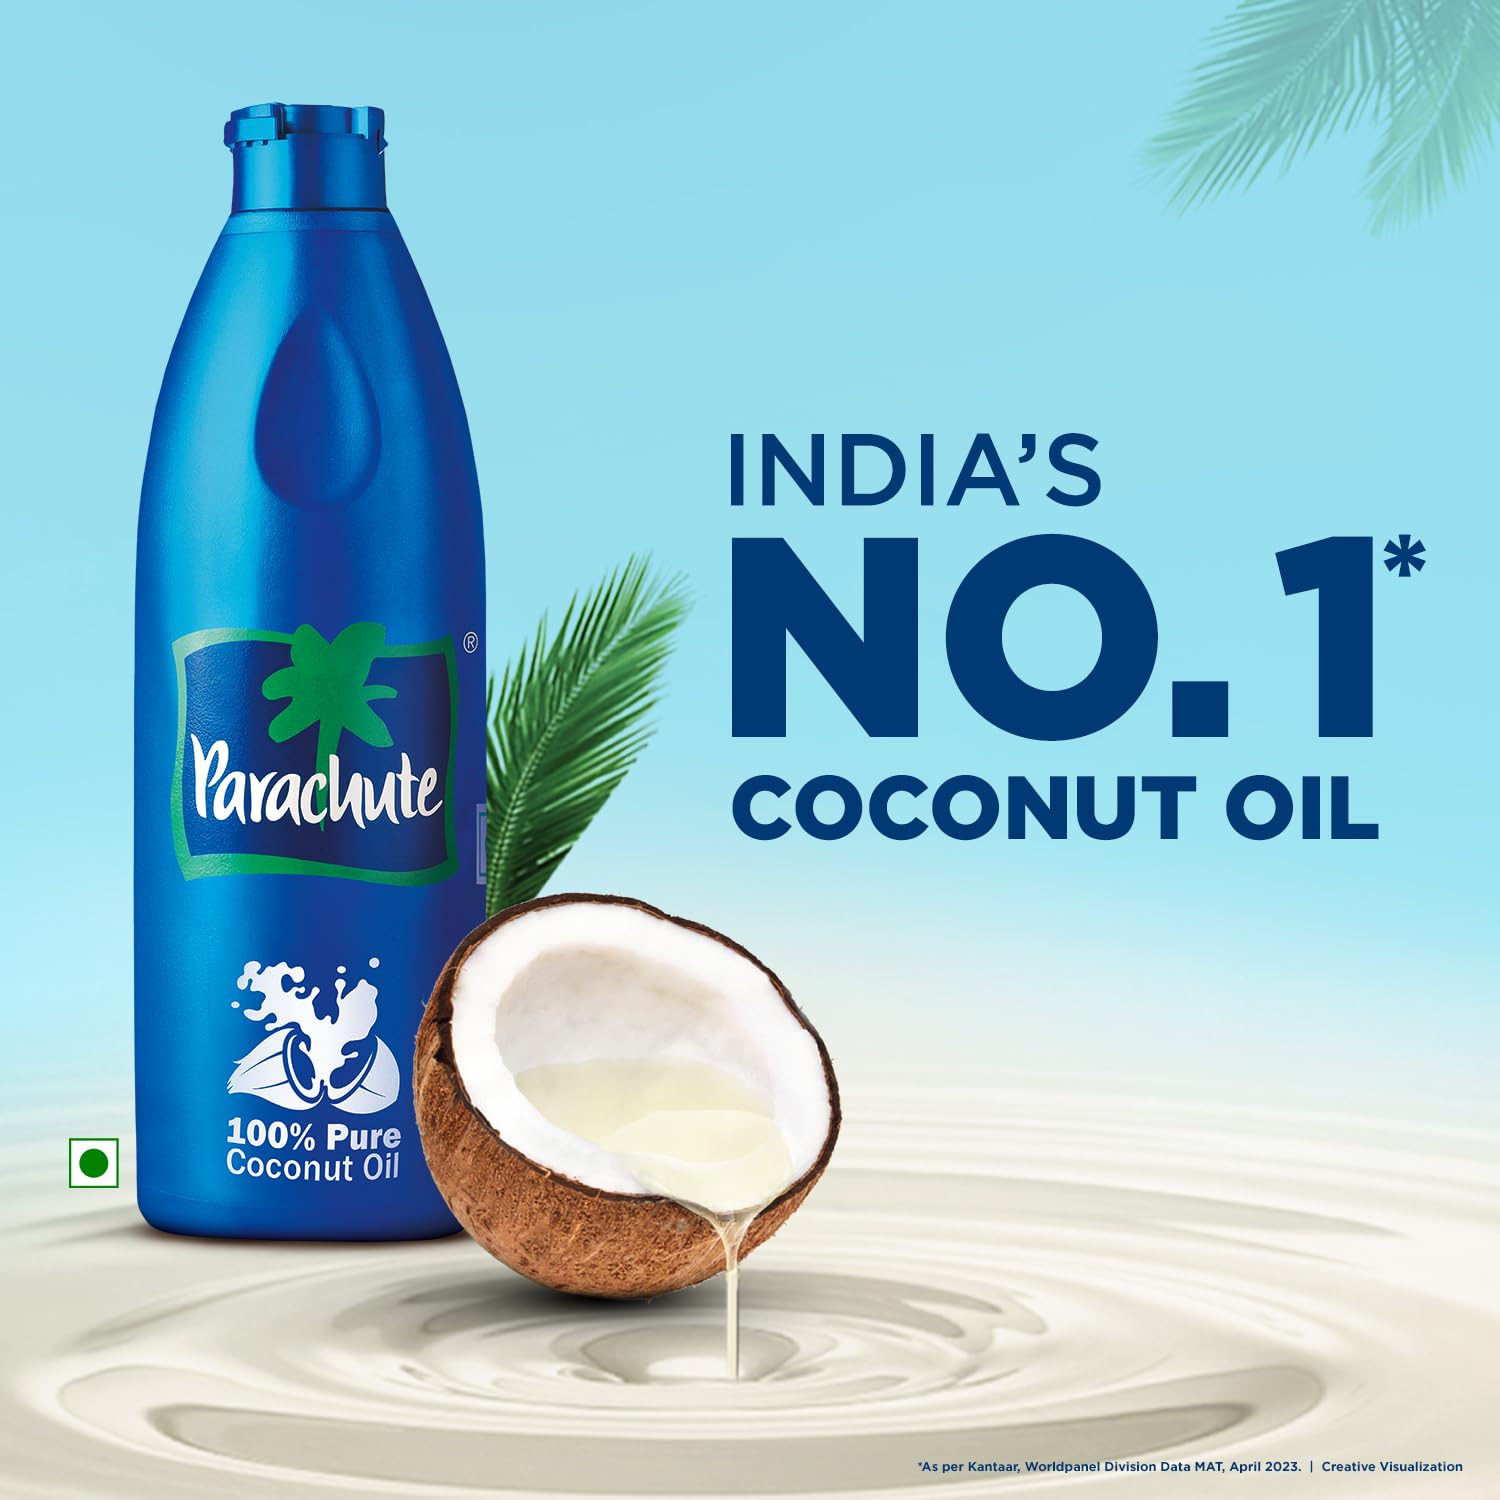 INDIA'S
NO. 1*
COCONUT OIL
®
Parachute
100% Pure
Coconut Oil
*As per Kantaar, Worldpanel Division Data MAT, April 2023. | Creative Visualization